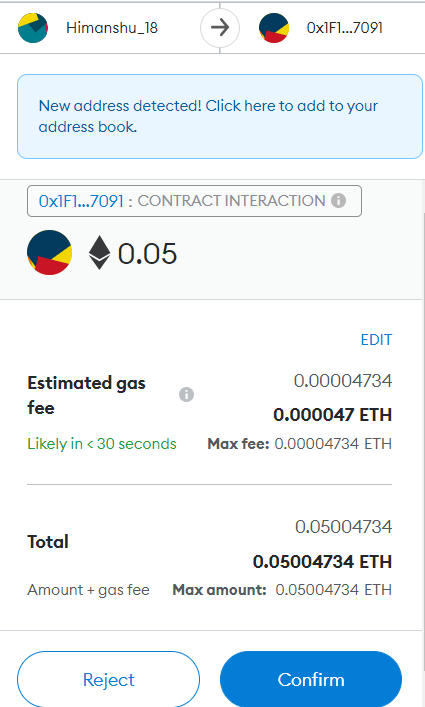 Himanshu_18
0x1F1...7091
New address detected! Click here to add to your
address book.
0x1F1...7091 : CONTRACT INTERACTION
0.05
EDIT
Estimated gas
fee
0.00004734
0.000047 ETH
Likely in < 30 seconds
Max fee: 0.00004734 ETH
Total
0.05004734
0.05004734 ETH
Amount + gas fee
Max amount: 0.05004734 ETH
Reject
Confirm